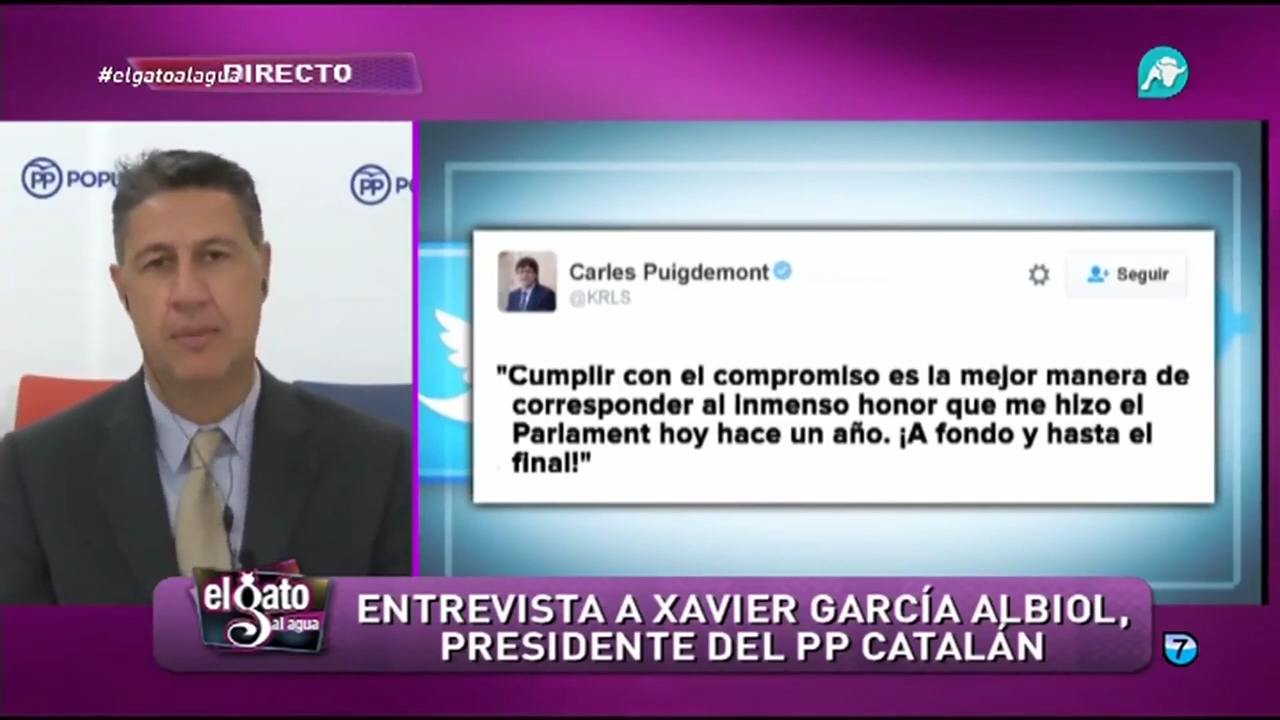 #elgatoalagua DIRECTO
PP POPU
PP P
Carles Puigdemont
@KRLS
Seguir
"Cumplir con el compromiso es la mejor manera de
corresponder al inmenso honor que me hizo el
Parlament hoy hace un año. ¡A fondo y hasta el
final!"
el gato
al agua
ENTREVISTA A XAVIER GARCÍA ALBIOL,
PRESIDENTE DEL PP CATALÁN
7